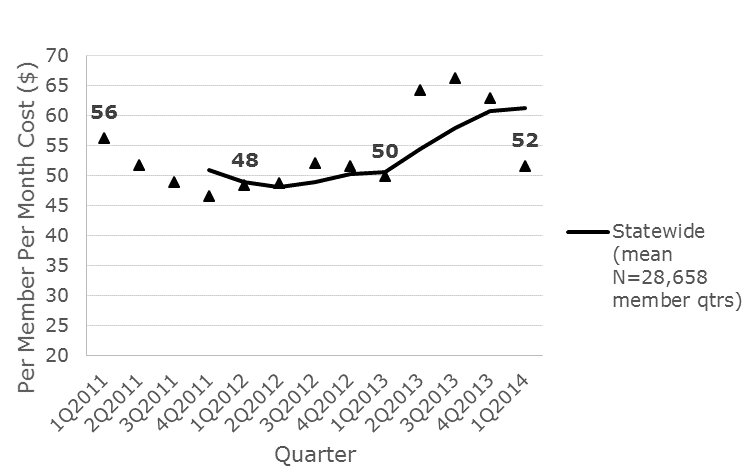 Per Member Per Month Cost ($)
70
65
60
55
50
45
40
35
30
25
20
56
48
50
52
1Q2011
2Q2011
3Q2011
4Q2011
1Q2012
2Q2012
3Q2012
4Q2012
1Q2013
2Q2013
3Q2013
4Q2013
1Q2014
Quarter
Statewide
(mean
N=28,658
member qtrs)